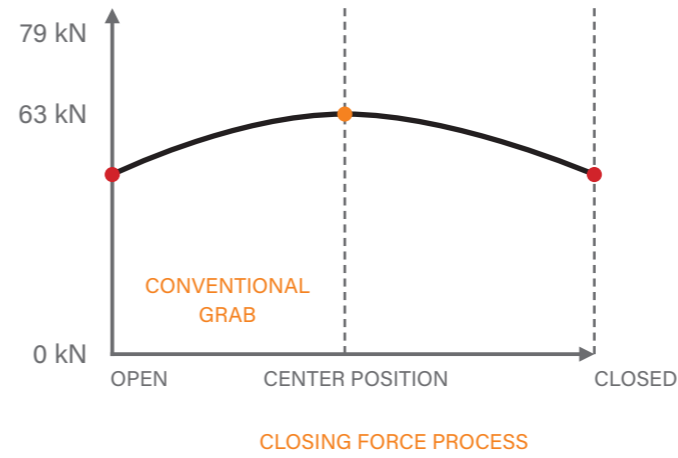 79 kN
63 kN
CONVENTIONAL
GRAB
0 kN
OPEN
CENTER POSITION
CLOSED
CLOSING FORCE PROCESS